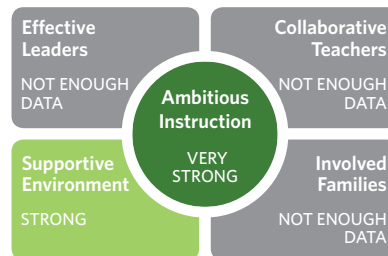 Effective
Leaders
NOT ENOUGH
DATA
Collaborative
Teachers
NOT ENOUGH
DATA
Ambitious
Instruction
VERY
STRONG
Supportive
Environment
STRONG
Involved
Families
NOT ENOUGH
DATA